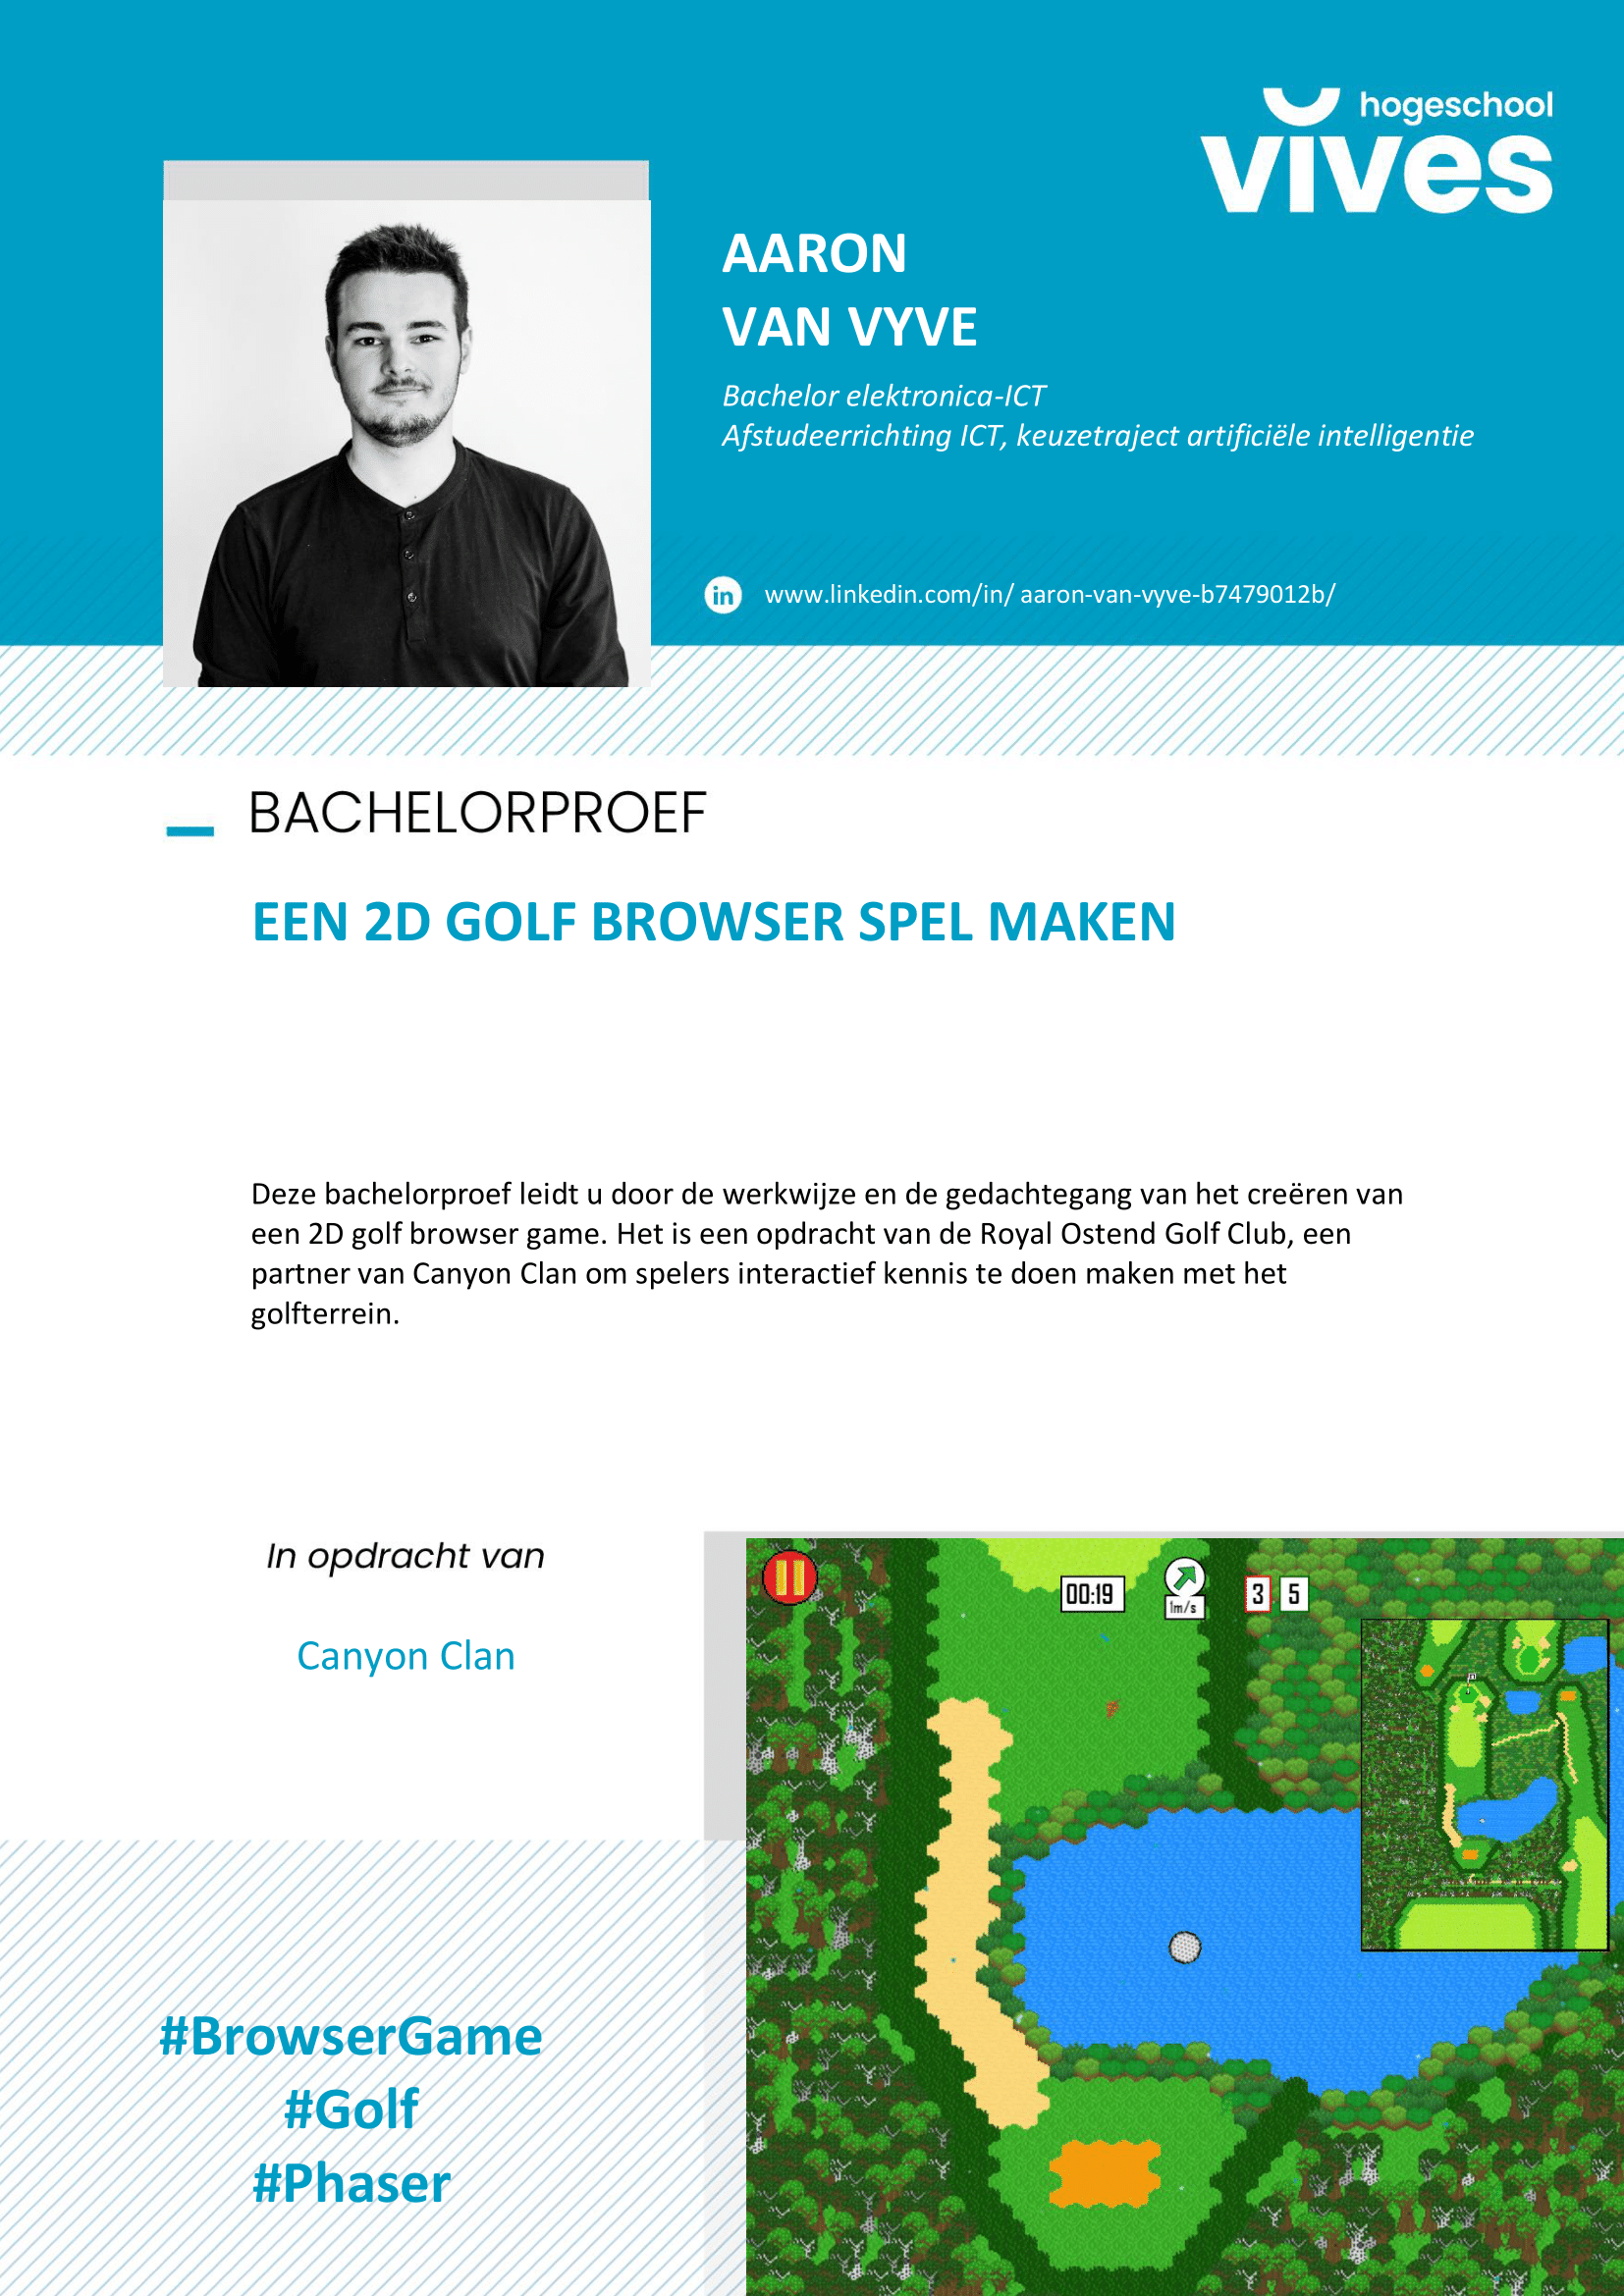 hogeschool
vives
AARON
VAN VYVE
Bachelor elektronica-ICT
Afstudeerrichting ICT, keuzetraject artificiële intelligentie
in
www.linkedin.com/in/ aaron-van-vyve-b7479012b/
BACHELORPROEF
EEN 2D GOLF BROWSER SPEL MAKEN
Deze bachelorproef leidt u door de werkwijze en de gedachtegang van het creëren van
een 2D golf browser game. Het is een opdracht van de Royal Ostend Golf Club, een
partner van Canyon Clan om spelers interactief kennis te doen maken met het
golfterrein.
In opdracht van
Canyon Clan
00:19
1m/s
3 5
#BrowserGame
#Golf
#Phaser